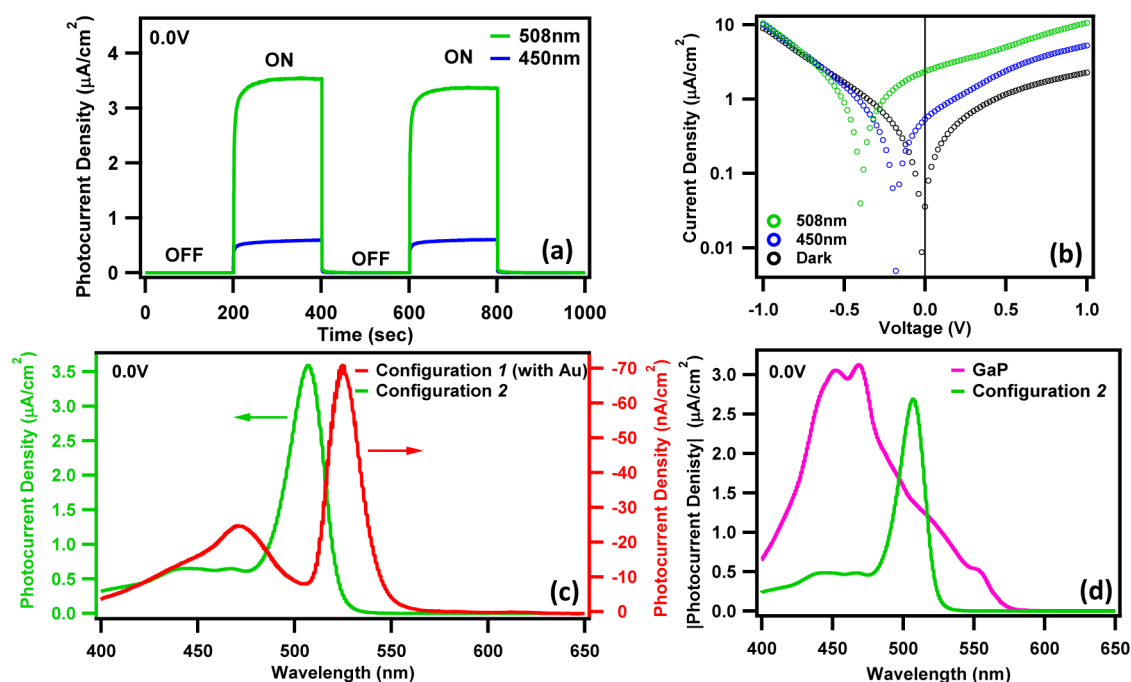 0.0V
508nm
450nm
ON
ON
OFF
OFF
(a)
Photocurrent Density (µA/cm²)
4
3
2
1
0
0 200 400 600 800 1000
Time (sec)
Current Density (µA/cm²)
10
1
0.1
0.01
508nm
450nm
Dark
(b)
-1.0 -0.5 0.0 0.5 1.0
Voltage (V)
0.0V
Configuration 1 (with Au)
Configuration 2
(c)
Photocurrent Density (µA/cm²)
3.5
3.0
2.5
2.0
1.5
1.0
0.5
0.0
-70
-60
-50
-40
-30
-20
-10
0
Photocurrent Density (nA/cm²)
400 450 500 550 600 650
Wavelength (nm)
0.0V
GaP
Configuration 2
(d)
|Photocurrent Denisty| (µA/cm²)
3.0
2.5
2.0
1.5
1.0
0.5
0.0
400 450 500 550 600 650
Wavelength (nm)